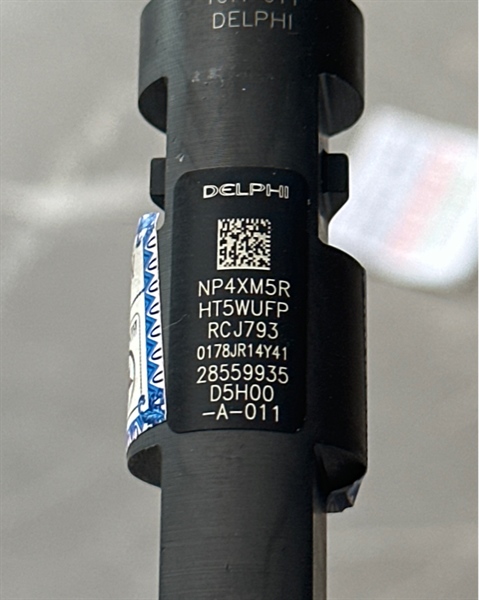 DELPHI
DELPHI
NP4XM5R
HT5WUFP
RCJ793
0178JR14Y41
28559935
D5H00
-A-011